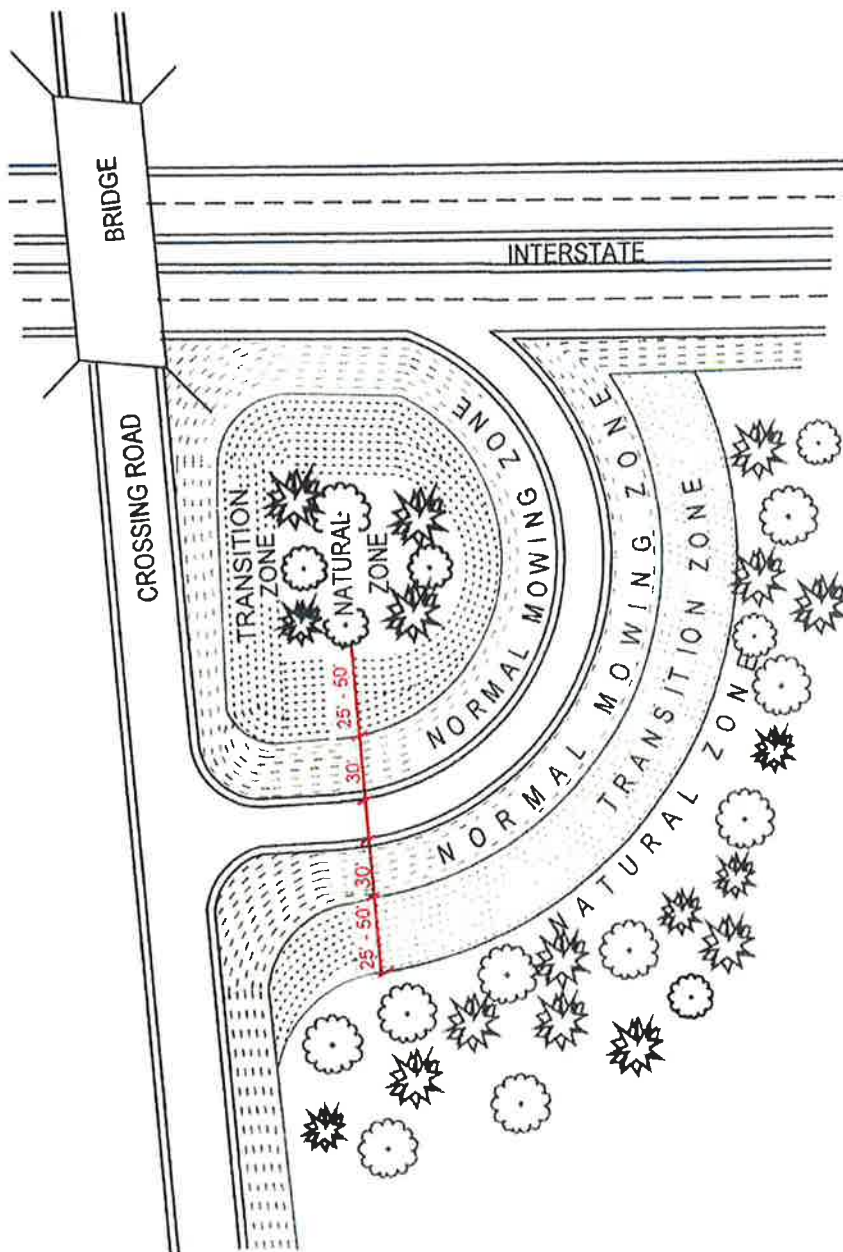 BRIDGE
INTERSTATE
CROSSING ROAD
TRANSITION
ZONE
NATURAL
ZONE
NORMAL MOWING ZONE
NORMAL MOWING ZONE
TRANSITION ZONE
NATURAL ZONE
25' - 50'
30'
30'
25' - 50'